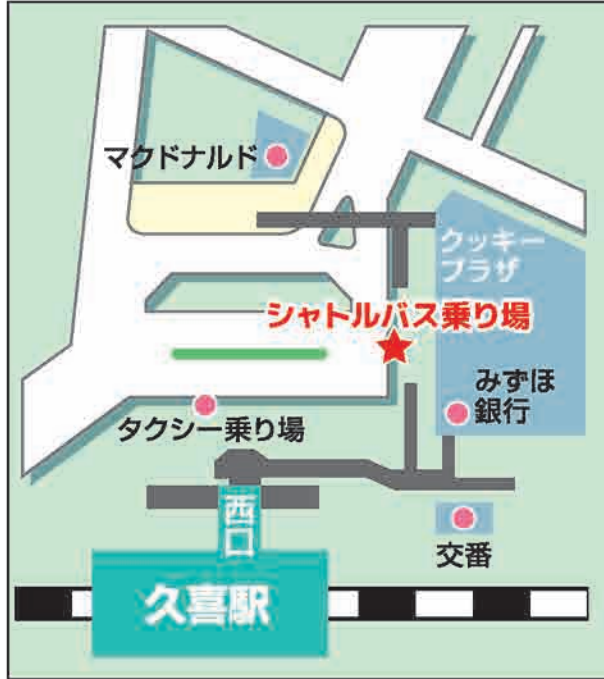 マクドナルド
クッキー
プラザ
シャトルバス乗り場
みずほ
銀行
タクシー乗り場
西口
交番
久喜駅